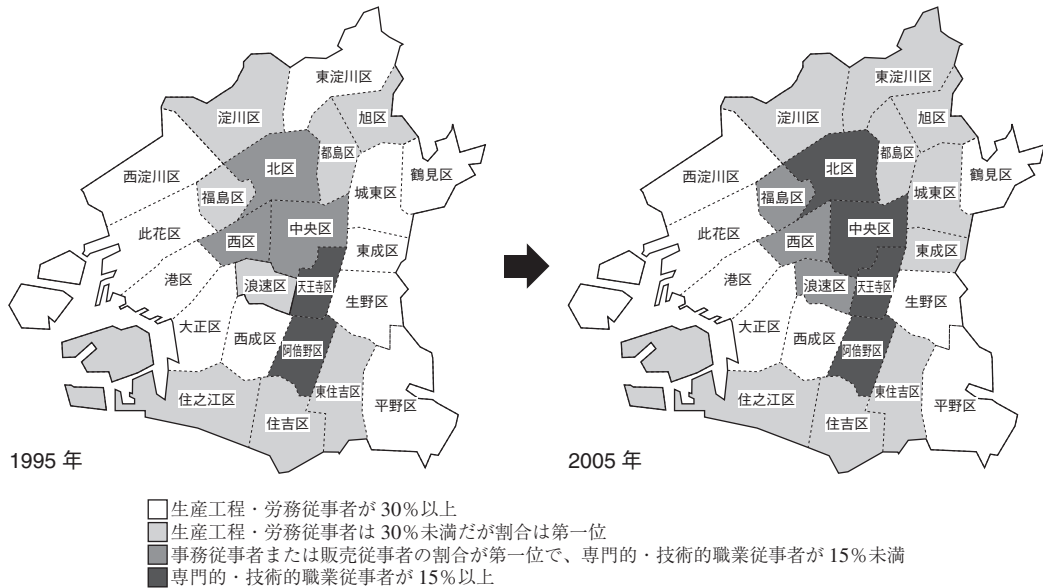 東淀川区
淀川区
旭区
都島区
北区
西淀川区
鶴見区
福島区
城東区
此花区
中央区
西区
東成区
港区
浪速区
天王寺区
生野区
大正区
西成区
阿倍野区
東住吉区
住之江区
平野区
住吉区
1995 年
東淀川区
淀川区
旭区
都島区
北区
西淀川区
鶴見区
福島区
城東区
此花区
中央区
西区
東成区
港区
浪速区
天王寺区
生野区
大正区
西成区
阿倍野区
東住吉区
住之江区
平野区
住吉区
2005 年
生産工程・労務従事者が 30%以上
生産工程・労務従事者は 30%未満だが割合は第一位
事務従事者または販売従事者の割合が第一位で、専門的・技術的職業従事者が 15%未満
専門的・技術的職業従事者が 15%以上